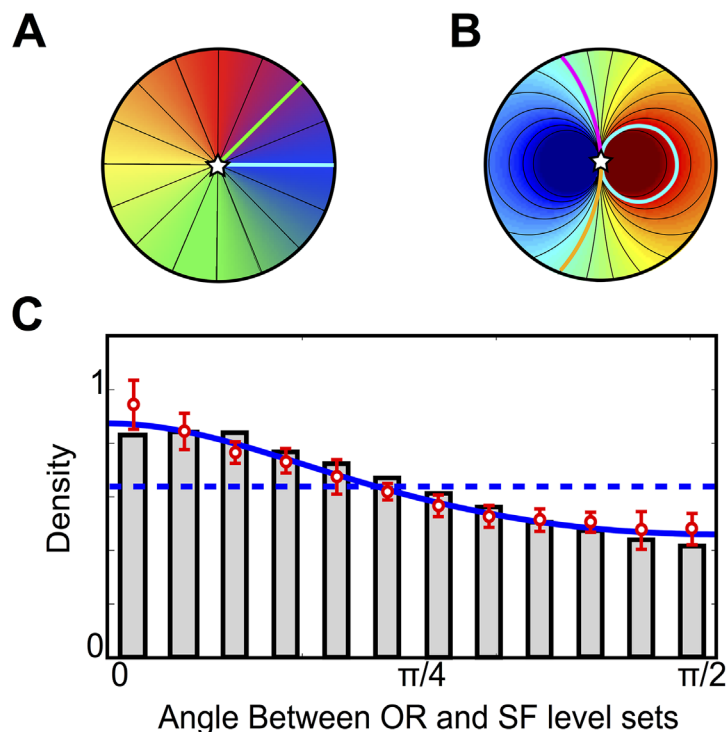 A
B
C
1
Density
0
0
π/4
π/2
Angle Between OR and SF level sets